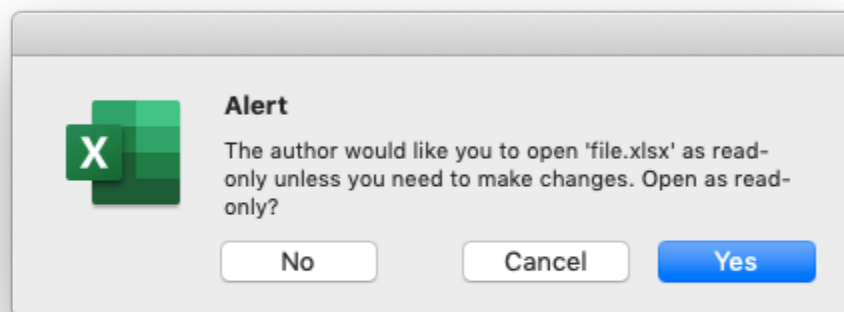 X
Alert
The author would like you to open 'file.xlsx' as read-
only unless you need to make changes. Open as read-
only?
No Cancel Yes